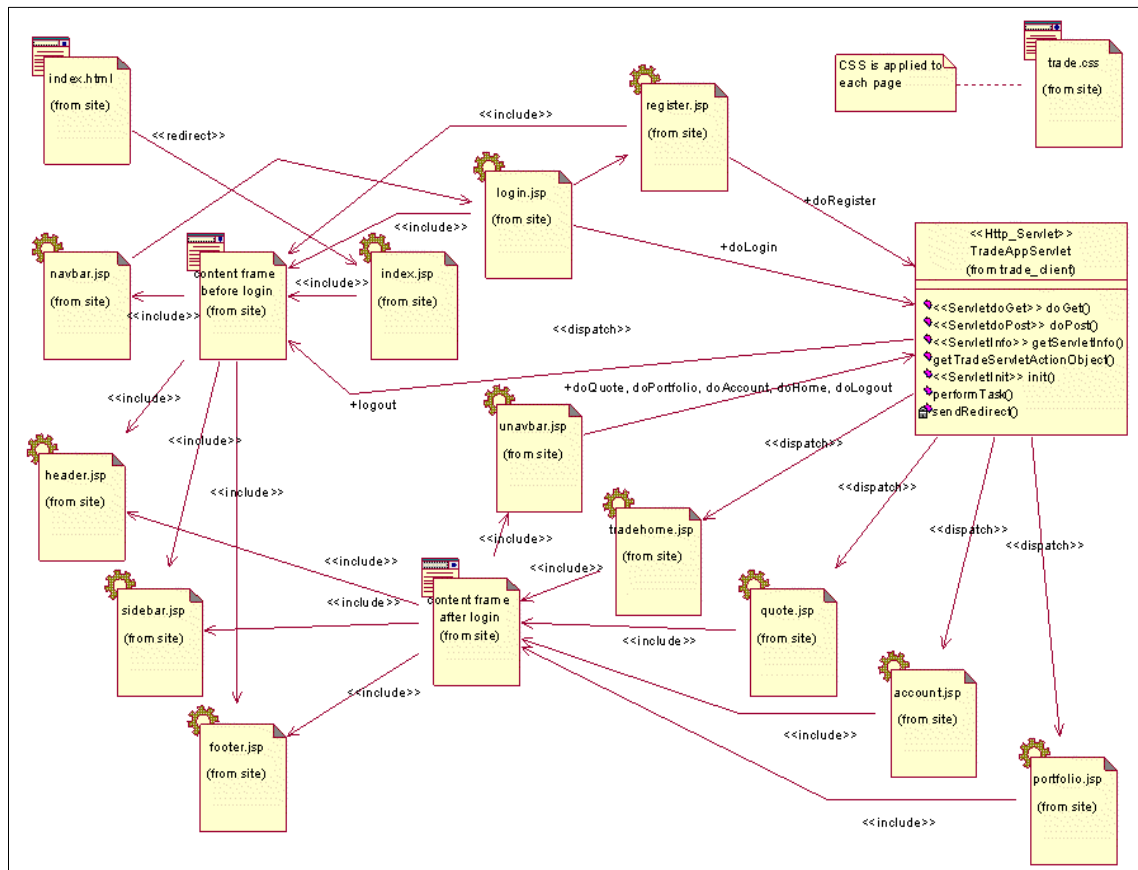 index.html
(from site)
CSS is applied to
each page
trade.css
(from site)
register.jsp
(from site)
<<include>>
<<redirect>>
login.jsp
(from site)
<<include>>
+doRegister
+doLogin
<<Http_Servlet>>
TradeAppServlet
(from trade_client)
<<ServletdoGet>> doGet()
<<ServletdoPost>> doPost()
<<ServletInfo>> getServletInfo()
getTradeServletActionObject()
<<ServletInit>> init()
performTask()
sendRedirect()
navbar.jsp
(from site)
<<include>>
content frame
before login
(from site)
<<include>>
index.jsp
(from site)
<<dispatch>>
+logout
+doQuote, doPortfolio, doAccount, doHome, doLogout
<<include>>
<<include>>
<<include>>
unavbar.jsp
(from site)
<<dispatch>>
<<dispatch>>
<<dispatch>>
<<dispatch>>
header.jsp
(from site)
<<include>>
<<include>>
tradehome.jsp
(from site)
<<include>>
sidebar.jsp
(from site)
<<include>>
content frame
after login
(from site)
<<include>>
quote.jsp
(from site)
<<include>>
account.jsp
(from site)
<<include>>
footer.jsp
(from site)
portfolio.jsp
(from site)
<<include>>